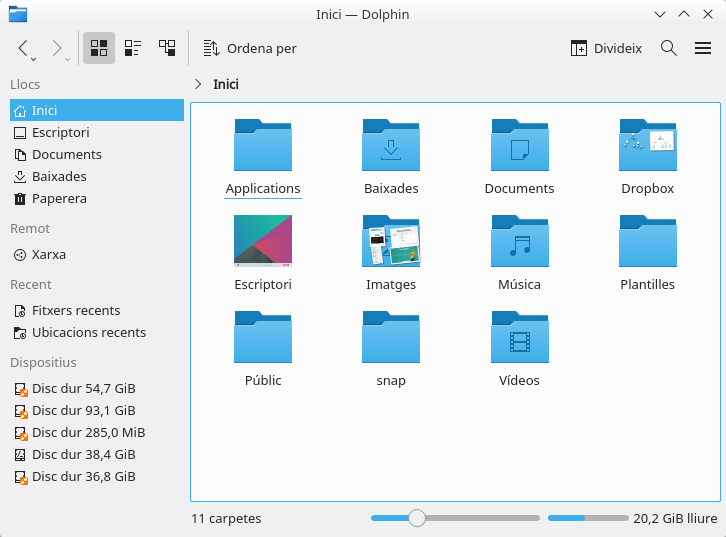 Inici — Dolphin
Ordena per
Divideix
Llocs
Inici
Escriptori
Documents
Baixades
Paperera
Remot
Xarxa
Recent
Fitxers recents
Ubicacions recents
Dispositius
Disc dur 54,7 GiB
Disc dur 93,1 GiB
Disc dur 285,0 MiB
Disc dur 38,4 GiB
Disc dur 36,8 GiB
Inici
Applications
Baixades
Documents
Dropbox
Escriptori
Imatges
Música
Plantilles
Públic
snap
Vídeos
11 carpetes
20,2 GiB lliure